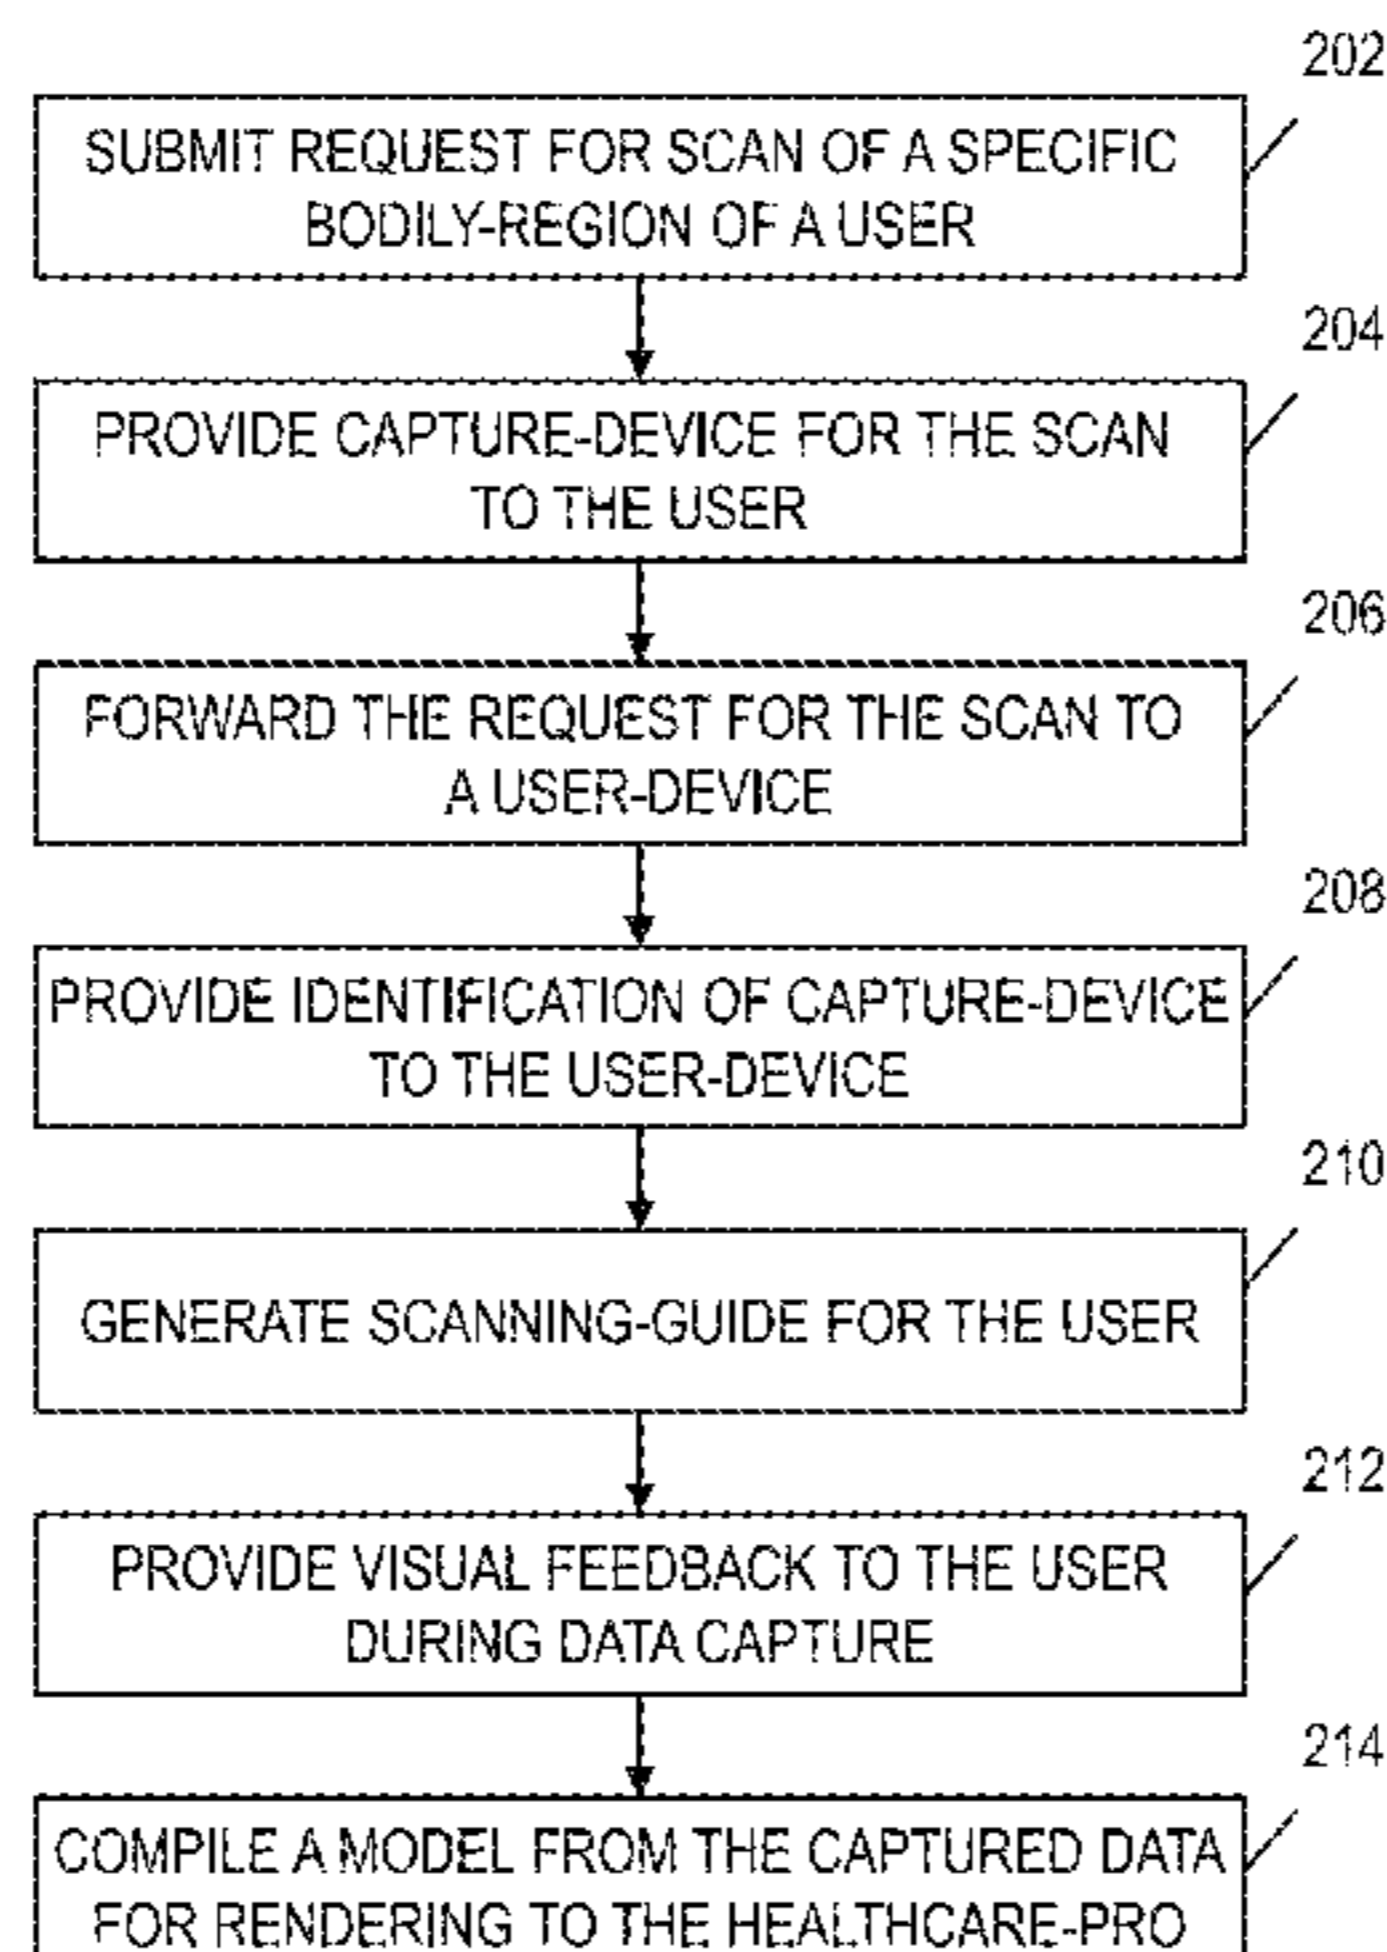 202
SUBMIT REQUEST FOR SCAN OF A SPECIFIC
BODILY-REGION OF A USER
204
PROVIDE CAPTURE-DEVICE FOR THE SCAN
TO THE USER
206
FORWARD THE REQUEST FOR THE SCAN TO
A USER-DEVICE
208
PROVIDE IDENTIFICATION OF CAPTURE-DEVICE
TO THE USER-DEVICE
210
GENERATE SCANNING-GUIDE FOR THE USER
212
PROVIDE VISUAL FEEDBACK TO THE USER
DURING DATA CAPTURE
214
COMPILE A MODEL FROM THE CAPTURED DATA
FOR RENDERING TO THE HEALTHCARE-PRO